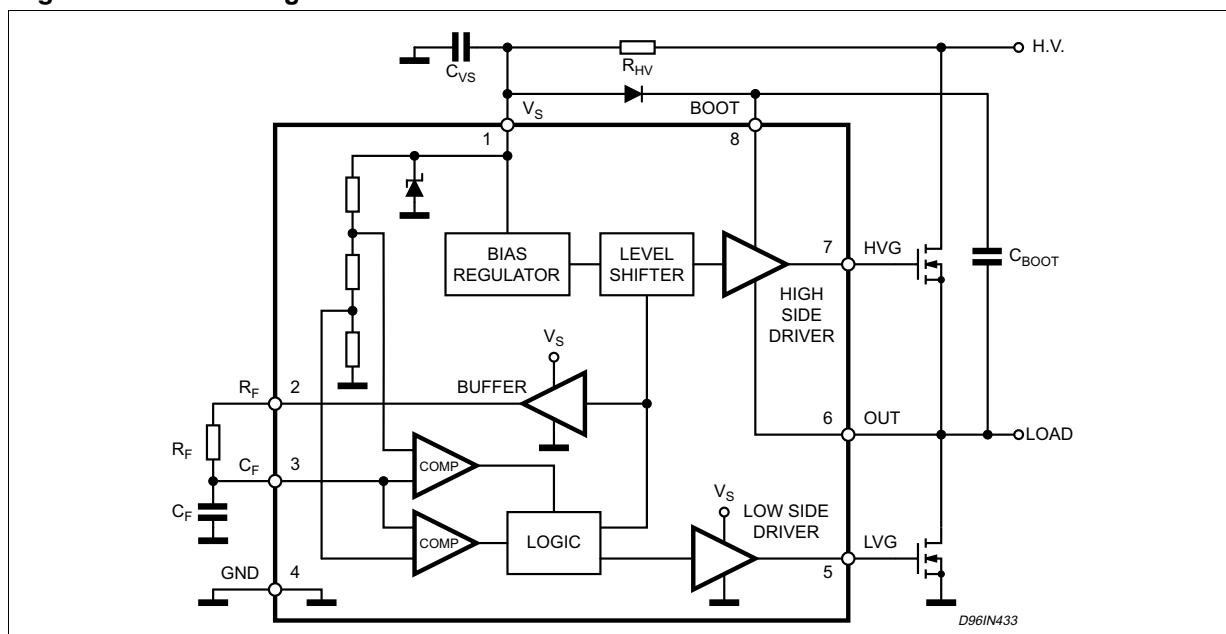 H.V.
C_VS
R_HV
V_S
BOOT
1
8
BIAS
REGULATOR
LEVEL
SHIFTER
7
HVG
C_BOOT
HIGH
SIDE
DRIVER
V_S
R_F
2
BUFFER
6
OUT
LOAD
R_F
COMP
C_F
3
V_S
LOW SIDE
DRIVER
C_F
COMP
LOGIC
LVG
5
GND
4
D96IN433